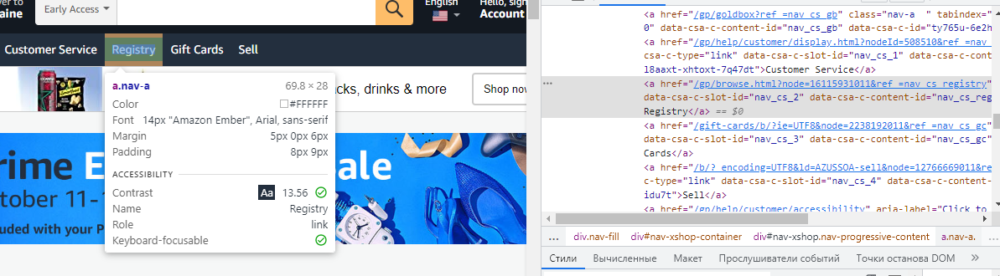 ver to
aine
Early Access
English
Hello, sign
Account
Customer Service
Registry
Gift Cards
Sell
cks, drinks & more
Shop now
a.nav-a
69.8 × 28
Color
#FFFFFF
Font
14px "Amazon Ember", Arial, sans-serif
Margin
5px 0px 6px
Padding
8px 9px
ACCESSIBILITY
Contrast
Aa
13.56
Name
Registry
Role
link
Keyboard-focusable
rime
E
ale
tober 11-1
uded with your P
<a href="/gp/goldbox?ref_=nav_cs_gb" class="nav-a  " tabindex="
0" data-csa-c-content-id="nav_cs_gb" data-csa-c-id="ty765u-6e2h
<a href="/gp/help/customer/display.html?nodeId=508510&ref_=nav_
csa-c-type="link" data-csa-c-slot-id="nav_cs_1" data-csa-c-cont
l8aaxt-xhtoxt-7q47dt">Customer Service</a>
...
<a href="/gp/browse.html?node=16115931011&ref_=nav_cs_registry"
data-csa-c-slot-id="nav_cs_2" data-csa-c-content-id="nav_cs_reg
Registry</a> == $0
<a href="/gift-cards/b/?ie=UTF8&node=2238192011&ref_=nav_cs_gc"
data-csa-c-slot-id="nav_cs_3" data-csa-c-content-id="nav_cs_gc"
Cards</a>
<a href="/b/?_encoding=UTF8&ld=AZUSSOA-sell&node=12766669011&re
c-type="link" data-csa-c-slot-id="nav_cs_4" data-csa-c-content-
idu7t">Sell</a>
<a href="/gp/help/customer/accessibility" aria-label="Click to
...
div.nav-fill
div#nav-xshop-container
div#nav-xshop.nav-progressive-content
a.nav-a.
Стили
Вычисленные
Макет
Прослушиватели событий
Точки останова DOM